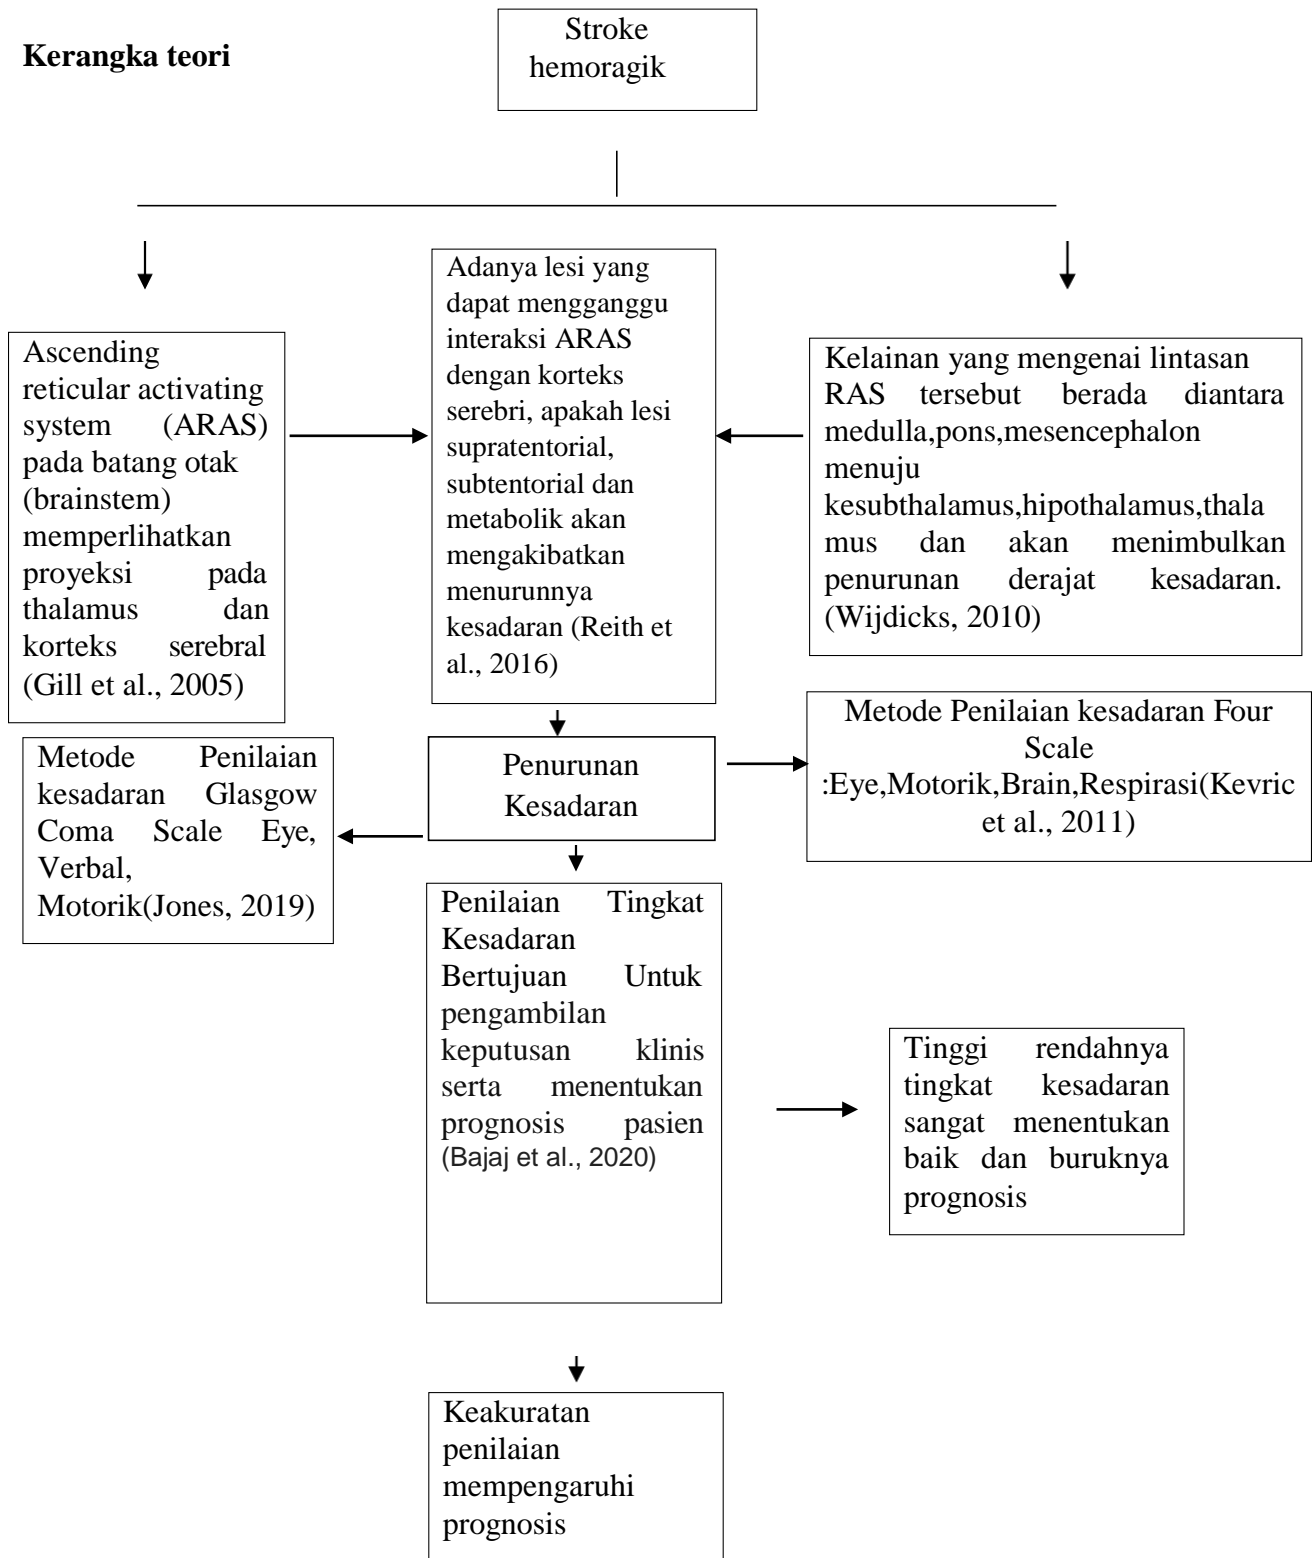 Kerangka teori
Stroke
hemoragik
Ascending
reticular activating
system (ARAS)
pada batang otak
(brainstem)
memperlihatkan
proyeksi pada
thalamus dan
korteks serebral
(Gill et al., 2005)
Adanya lesi yang
dapat mengganggu
interaksi ARAS
dengan korteks
serebri, apakah lesi
supratentorial,
subtentorial dan
metabolik akan
mengakibatkan
menurunnya
kesadaran (Reith et
al., 2016)
Kelainan yang mengenai lintasan
RAS tersebut berada diantara
medulla,pons,mesencephalon
menuju
kesubthalamus,hipothalamus,thala
mus dan akan menimbulkan
penurunan derajat kesadaran.
(Wijdicks, 2010)
Metode Penilaian
kesadaran Glasgow
Coma Scale Eye,
Verbal,
Motorik(Jones, 2019)
Penurunan
Kesadaran
Metode Penilaian kesadaran Four
Scale
:Eye,Motorik,Brain,Respirasi(Kevric
et al., 2011)
Penilaian Tingkat
Kesadaran
Bertujuan Untuk
pengambilan
keputusan klinis
serta menentukan
prognosis pasien
(Bajaj et al., 2020)
Tinggi rendahnya
tingkat kesadaran
sangat menentukan
baik dan buruknya
prognosis
Keakuratan
penilaian
mempengaruhi
prognosis